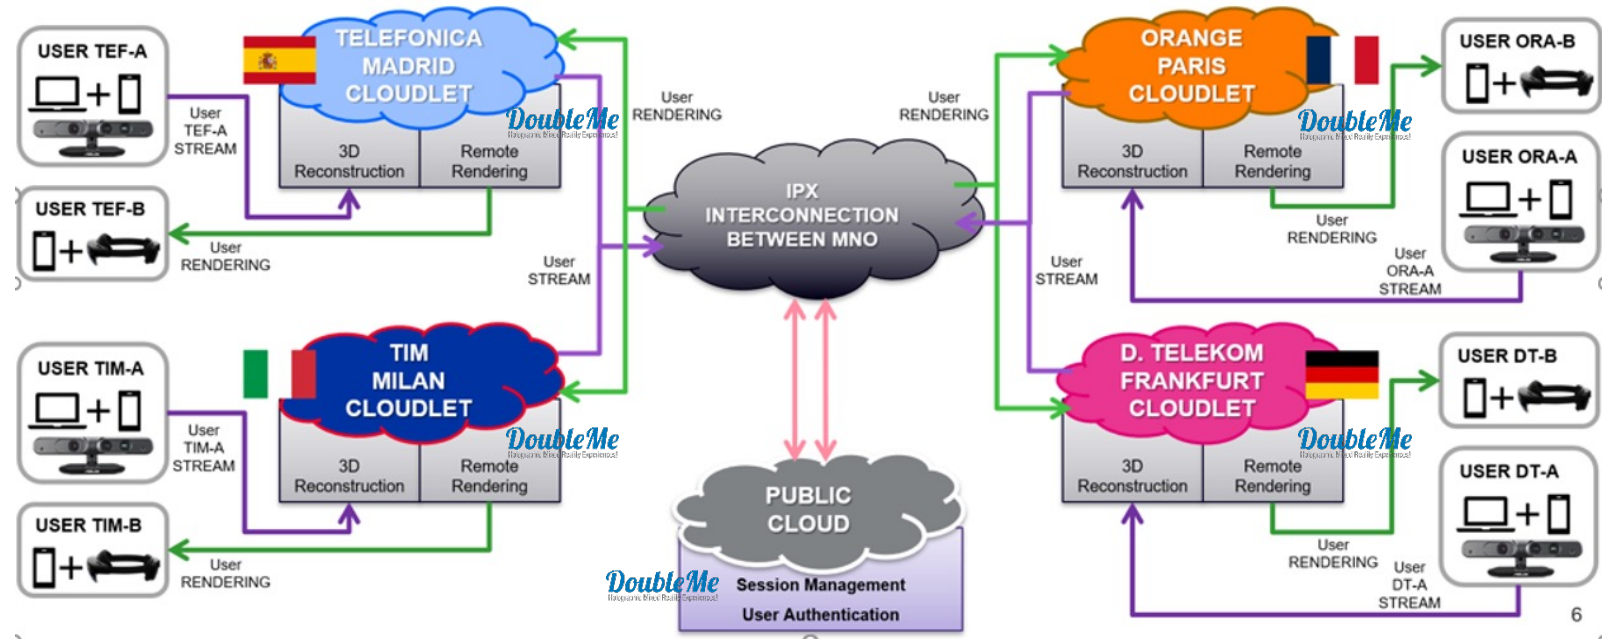 USER TEF-A
User
TEF-A
STREAM
USER TEF-B
User
RENDERING
TELEFONICA
MADRID
CLOUDLET
DoubleMe
3D
Reconstruction
Remote
Rendering
User
RENDERING
User
STREAM
USER TIM-A
User
TIM-A
STREAM
USER TIM-B
User
RENDERING
TIM
MILAN
CLOUDLET
DoubleMe
3D
Reconstruction
Remote
Rendering
IPX
INTERCONNECTION
BETWEEN MNO
PUBLIC
CLOUD
DoubleMe
Session Management
User Authentication
User
RENDERING
User
STREAM
ORANGE
PARIS
CLOUDLET
DoubleMe
3D
Reconstruction
Remote
Rendering
USER ORA-B
User
RENDERING
USER ORA-A
User
ORA-A
STREAM
D. TELEKOM
FRANKFURT
CLOUDLET
DoubleMe
3D
Reconstruction
Remote
Rendering
USER DT-B
User
RENDERING
USER DT-A
User
DT-A
STREAM
6